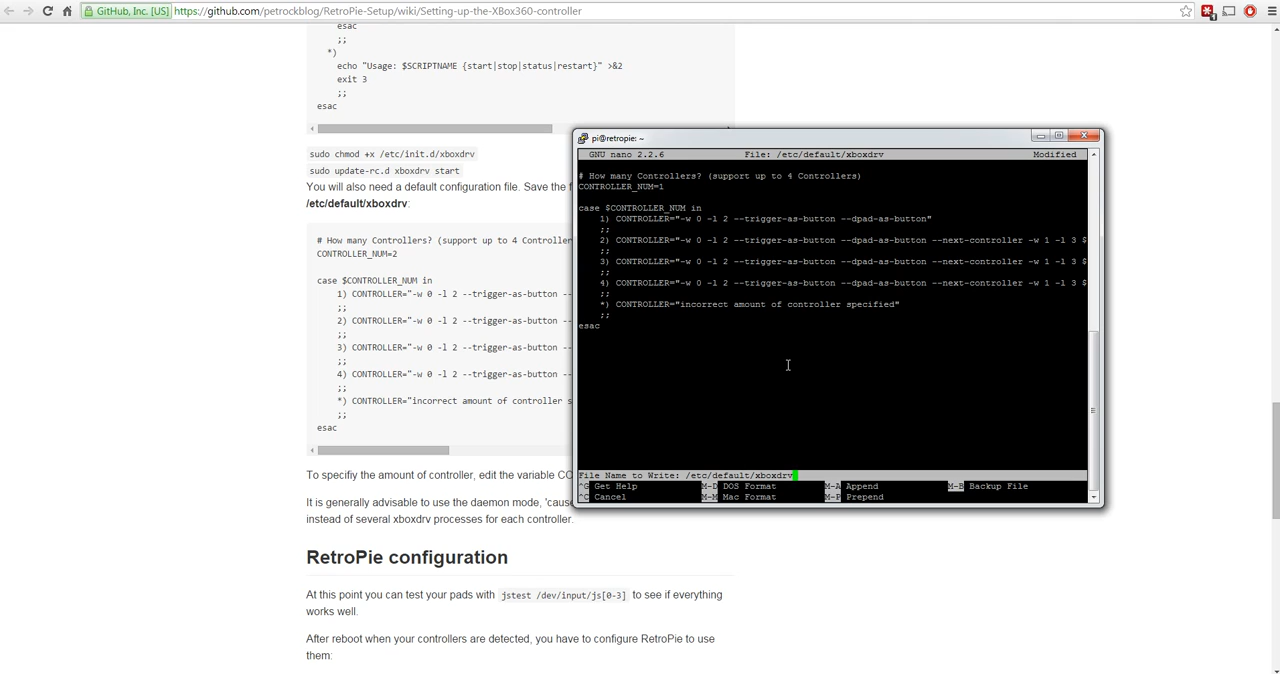 GitHub, Inc. [US]
https://github.com/petrockblog/RetroPie-Setup/wiki/Setting-up-the-XBox360-controller
esac
;;
*)
echo "Usage: $SCRIPTNAME {start|stop|status|restart}" >&2
exit 3
;;
esac
sudo chmod +x /etc/init.d/xboxdrv
sudo update-rc.d xboxdrv start
You will also need a default configuration file. Save the f
/etc/default/xboxdrv:
# How many Controllers? (support up to 4 Controller
CONTROLLER_NUM=2
case $CONTROLLER_NUM in
1) CONTROLLER="-w 0 -l 2 --trigger-as-button --
;;
2) CONTROLLER="-w 0 -l 2 --trigger-as-button --
;;
3) CONTROLLER="-w 0 -l 2 --trigger-as-button --
;;
4) CONTROLLER="-w 0 -l 2 --trigger-as-button --
;;
*) CONTROLLER="incorrect amount of controller s
;;
esac
To specifiy the amount of controller, edit the variable CO
It is generally advisable to use the daemon mode, 'cause
instead of several xboxdrv processes for each controller.
RetroPie configuration
At this point you can test your pads with jstest /dev/input/js[0-3] to see if everything
works well.
After reboot when your controllers are detected, you have to configure RetroPie to use
them:
pi@retropie: ~
GNU nano 2.2.6 File: /etc/default/xboxdrv Modified
# How many Controllers? (support up to 4 Controllers)
CONTROLLER_NUM=1
case $CONTROLLER_NUM in
1) CONTROLLER="-w 0 -l 2 --trigger-as-button --dpad-as-button"
;;
2) CONTROLLER="-w 0 -l 2 --trigger-as-button --dpad-as-button --next-controller -w 1 -l 3 $
;;
3) CONTROLLER="-w 0 -l 2 --trigger-as-button --dpad-as-button --next-controller -w 1 -l 3 $
;;
4) CONTROLLER="-w 0 -l 2 --trigger-as-button --dpad-as-button --next-controller -w 1 -l 3 $
;;
*) CONTROLLER="incorrect amount of controller specified"
;;
esac
File Name to Write: /etc/default/xboxdrv
^G Get Help M-D DOS Format M-A Append M-B Backup File
^C Cancel M-M Mac Format M-P Prepend